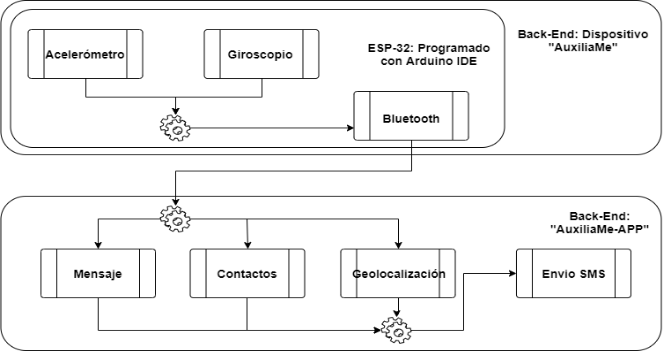 Acelerómetro
Giroscopio
ESP-32: Programado
con Arduino IDE
Back-End: Dispositivo
"AuxiliaMe"
Bluetooth
Back-End:
"AuxiliaMe-APP"
Mensaje
Contactos
Geolocalización
Envio SMS